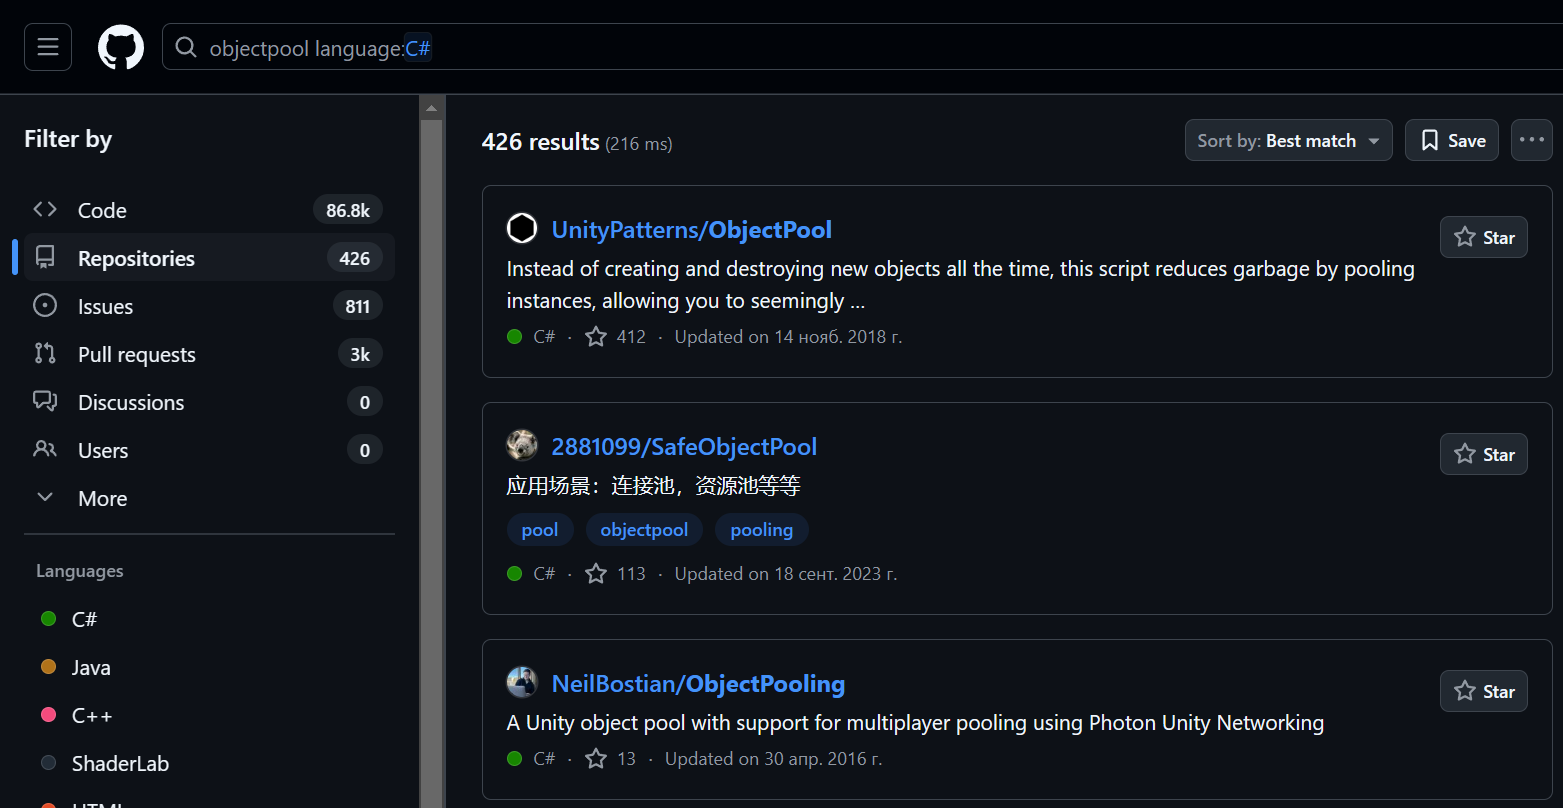 objectpool language:C#
Filter by
Code 86.8k
Repositories 426
Issues 811
Pull requests 3k
Discussions 0
Users 0
More
Languages
C#
Java
C++
ShaderLab
HTML
426 results (216 ms)
Sort by: Best match
Save
UnityPatterns/ObjectPool
Star
Instead of creating and destroying new objects all the time, this script reduces garbage by pooling
instances, allowing you to seemingly ...
C# · 412 · Updated on 14 нояб. 2018 г.
2881099/SafeObjectPool
Star
应用场景：连接池，资源池等等
pool objectpool pooling
C# · 113 · Updated on 18 сент. 2023 г.
NeilBostian/ObjectPooling
Star
A Unity object pool with support for multiplayer pooling using Photon Unity Networking
C# · 13 · Updated on 30 апр. 2016 г.